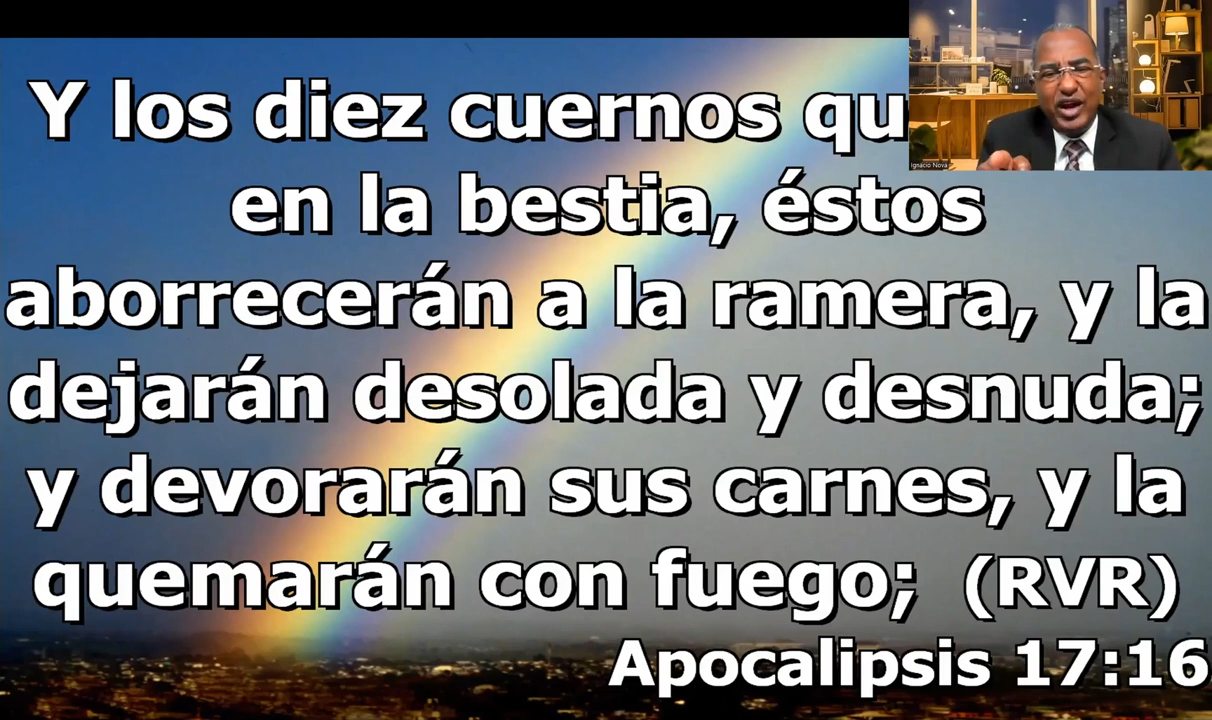 Y los diez cuernos qu
en la bestia, éstos
aborrecerán a la ramera, y la
dejarán desolada y desnuda;
y devorarán sus carnes, y la
quemarán con fuego; (RVR)
Apocalipsis 17:16
Ignacio Nova